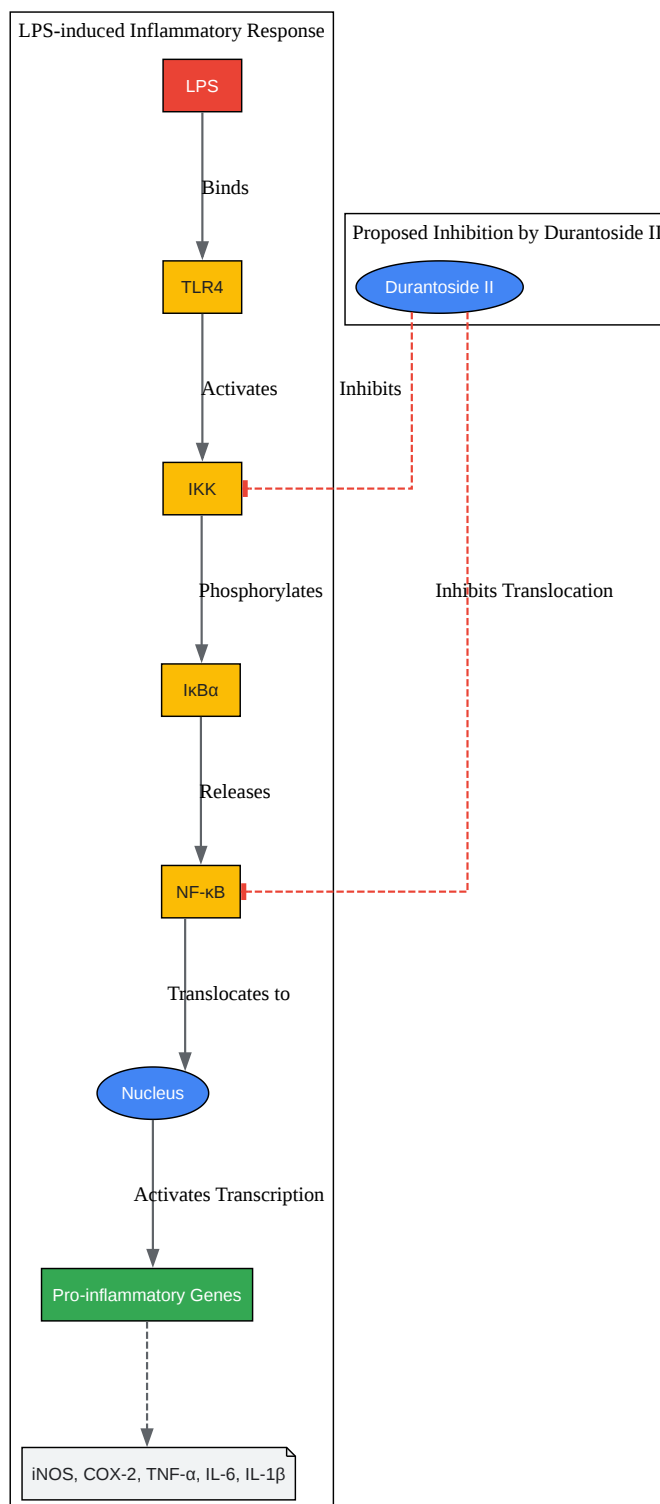 LPS-induced Inflammatory Response
LPS
Binds
Proposed Inhibition by Durantoside II
TLR4
Durantoside II
Activates
Inhibits
IKK
Phosphorylates
Inhibits Translocation
IκBα
Releases
NF-κB
Translocates to
Nucleus
Activates Transcription
Pro-inflammatory Genes
iNOS, COX-2, TNF-α, IL-6, IL-1β